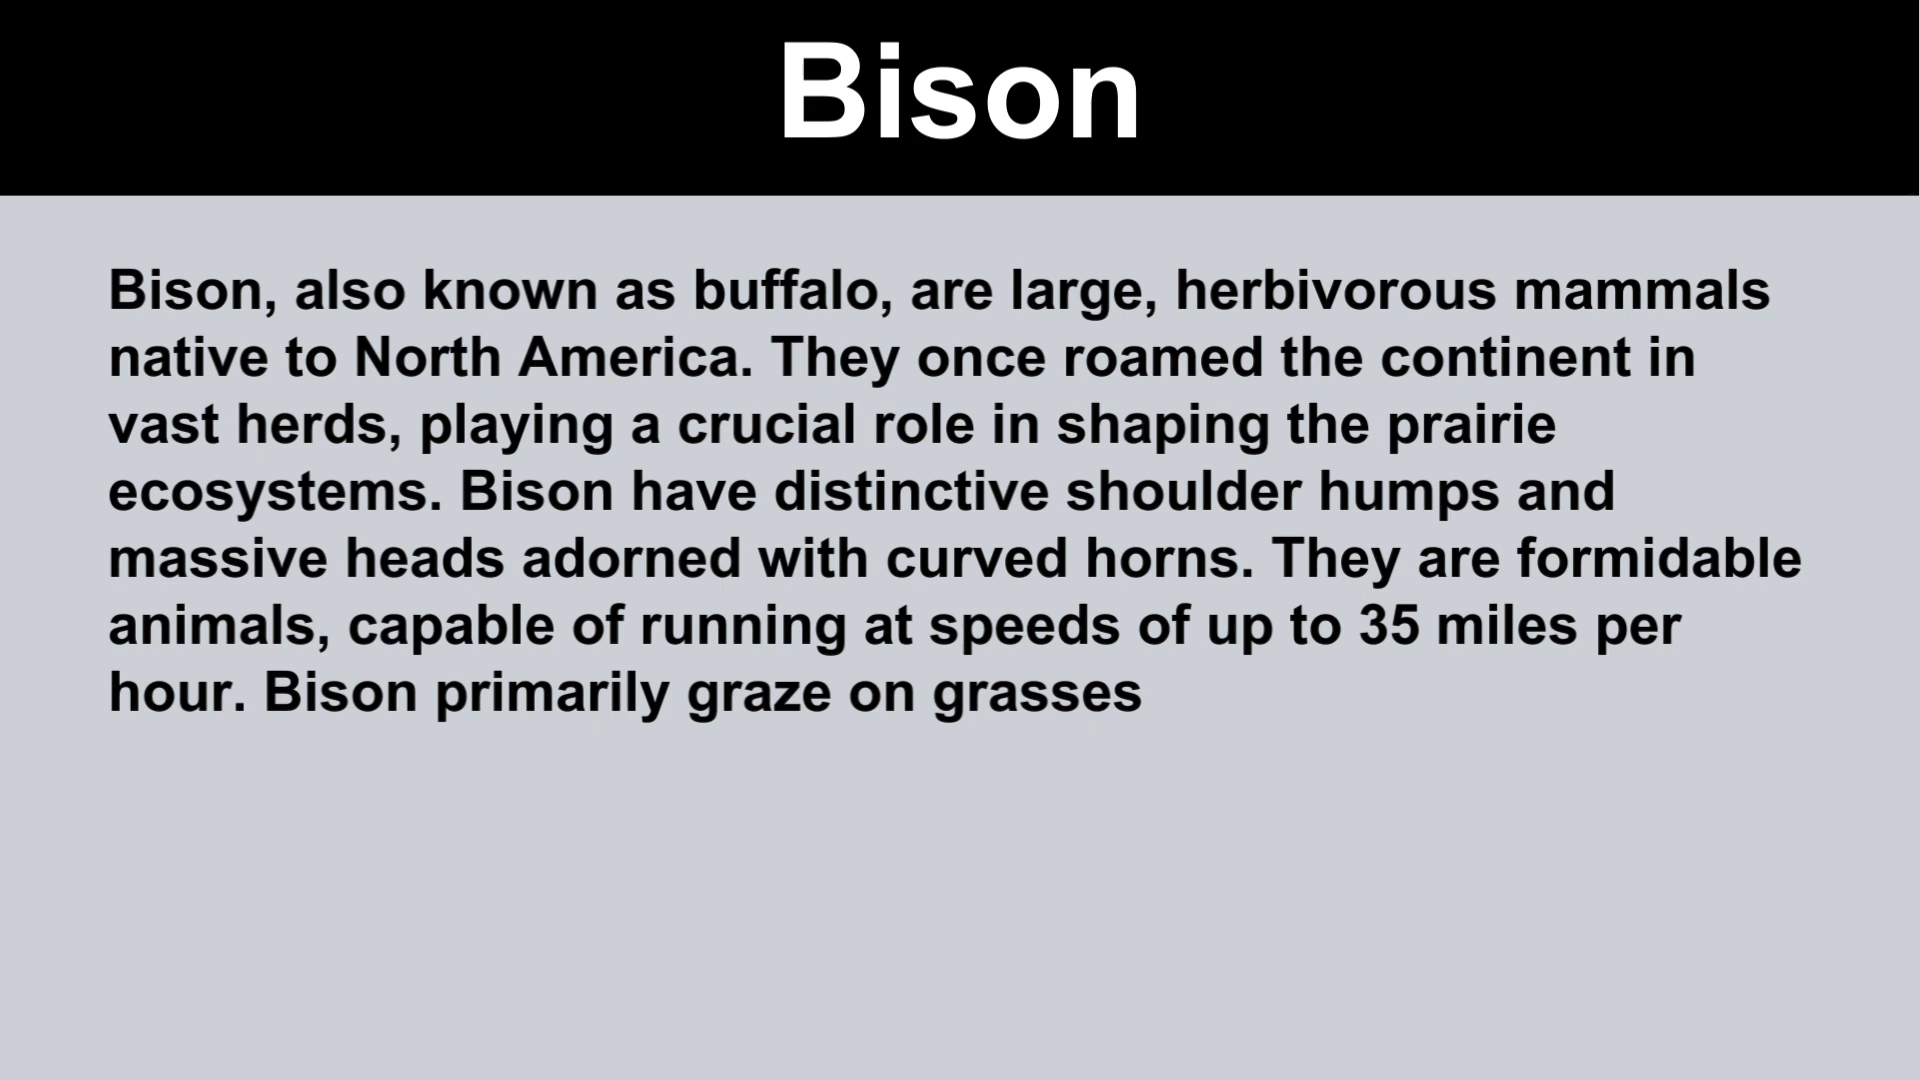 Bison
Bison, also known as buffalo, are large, herbivorous mammals
native to North America. They once roamed the continent in
vast herds, playing a crucial role in shaping the prairie
ecosystems. Bison have distinctive shoulder humps and
massive heads adorned with curved horns. They are formidable
animals, capable of running at speeds of up to 35 miles per
hour. Bison primarily graze on grasses